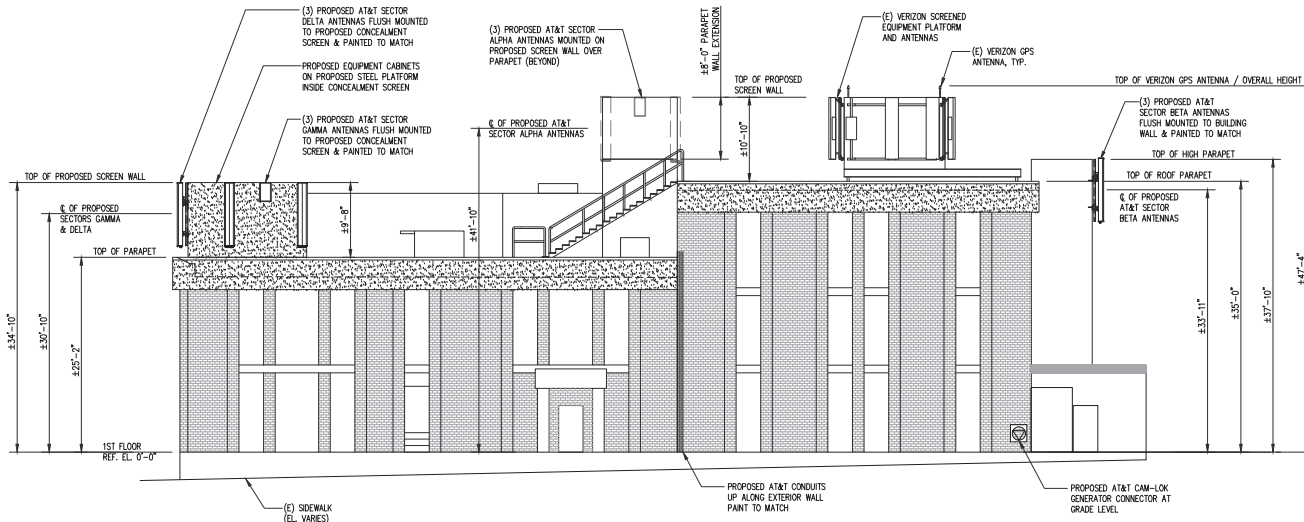 (3) PROPOSED AT&T SECTOR
DELTA ANTENNAS FLUSH MOUNTED
TO PROPOSED CONCEALMENT
SCREEN & PAINTED TO MATCH
PROPOSED EQUIPMENT CABINETS
ON PROPOSED STEEL PLATFORM
INSIDE CONCEALMENT SCREEN
(3) PROPOSED AT&T SECTOR
GAMMA ANTENNAS FLUSH MOUNTED
TO PROPOSED CONCEALMENT
SCREEN & PAINTED TO MATCH
(3) PROPOSED AT&T SECTOR
ALPHA ANTENNAS MOUNTED ON
PROPOSED SCREEN WALL OVER
PARAPET (BEYOND)
℄ OF PROPOSED AT&T
SECTOR ALPHA ANTENNAS
±8'-0" PARAPET
WALL EXTENSION
TOP OF PROPOSED
SCREEN WALL
±10'-10"
(E) VERIZON SCREENED
EQUIPMENT PLATFORM
AND ANTENNAS
(E) VERIZON GPS
ANTENNA, TYP.
TOP OF VERIZON GPS ANTENNA / OVERALL HEIGHT
(3) PROPOSED AT&T
SECTOR BETA ANTENNAS
FLUSH MOUNTED TO BUILDING
WALL & PAINTED TO MATCH
TOP OF HIGH PARAPET
TOP OF ROOF PARAPET
℄ OF PROPOSED
AT&T SECTOR
BETA ANTENNAS
TOP OF PROPOSED SCREEN WALL
℄ OF PROPOSED
SECTORS GAMMA
& DELTA
TOP OF PARAPET
±9'-8"
±41'-10"
±34'-10"
±30'-10"
±25'-2"
±33'-11"
±35'-0"
±37'-10"
±47'-4"
1ST FLOOR
REF. EL. 0'-0"
(E) SIDEWALK
(EL. VARIES)
PROPOSED AT&T CONDUITS
UP ALONG EXTERIOR WALL
PAINT TO MATCH
PROPOSED AT&T CAM-LOK
GENERATOR CONNECTOR AT
GRADE LEVEL